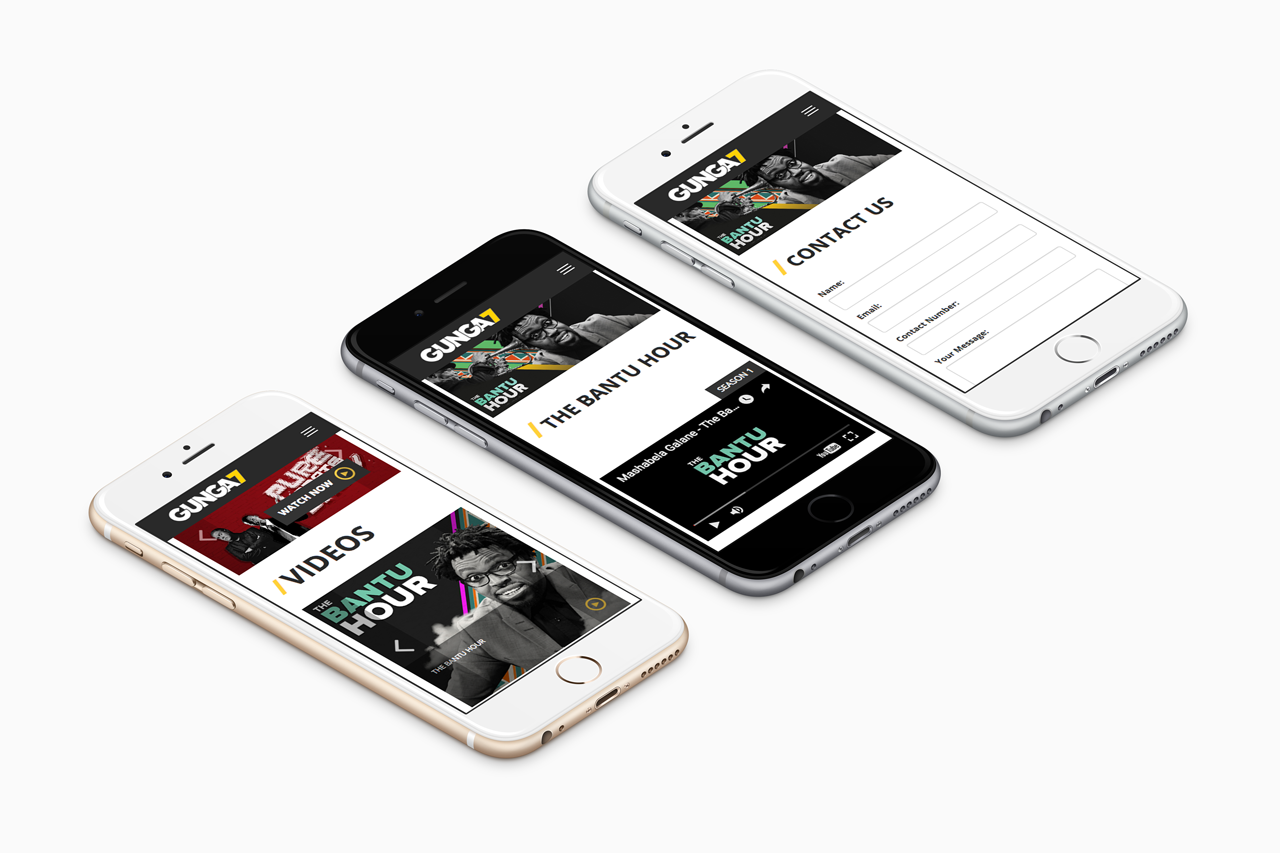 GUNGA7
PURE
WATCH NOW
/VIDEOS
THE
BANTU
HOUR
THE BANTU HOUR
GUNGA7
THE
BANTU
HOUR
/ THE BANTU HOUR
SEASON 1
Mashabela Galane - The Ba...
THE
BANTU
HOUR
YouTube
GUNGA7
THE
BANTU
HOUR
/ CONTACT US
Name:
Email:
Contact Number:
Your Message: